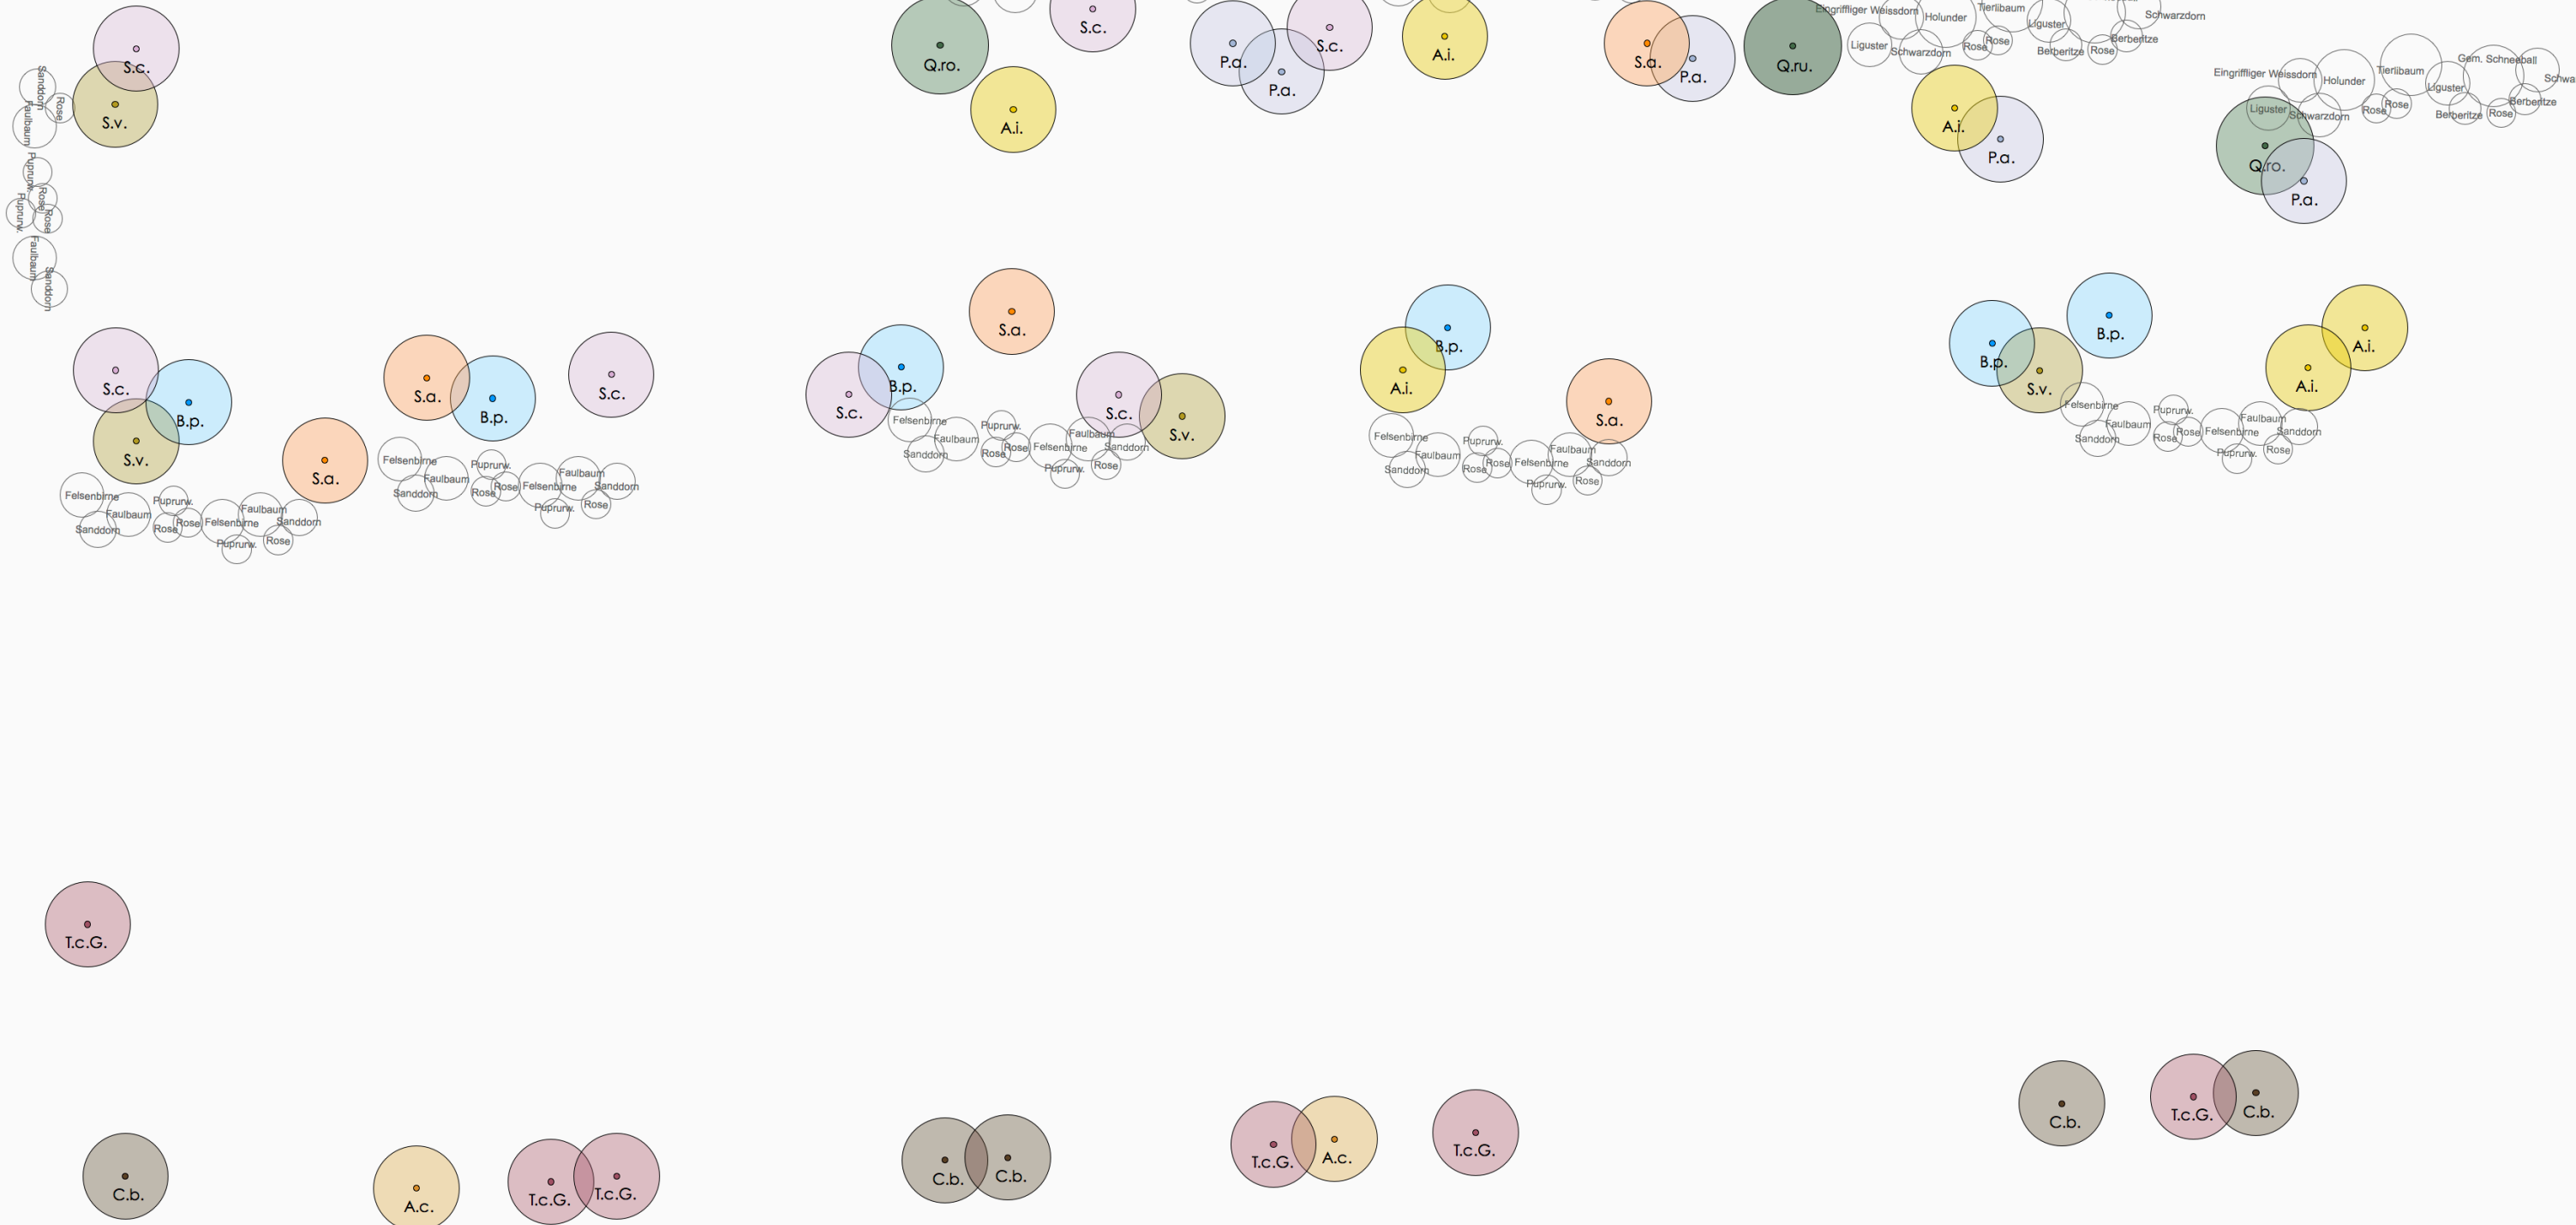 S.c.
S.v.
Sanddorn
Rose
Faulbaum
Puprurw.
Rose
Puprurw.
Rose
Faulbaum
Sanddorn
Q.ro.
S.c.
A.i.
P.a.
P.a.
S.c.
A.i.
S.a.
P.a.
Q.ru.
Eingriffliger Weissdorn
Holunder
Tierlibaum
Liguster
Schwarzdorn
Liguster
Schwarzdorn
Rose
Rose
Berberitze
Rose
Berberitze
A.i.
P.a.
Eingriffliger Weissdorn
Holunder
Tierlibaum
Gem. Schneeball
Liguster
Schwa
Liguster
Schwarzdorn
Rose
Rose
Berberitze
Rose
Berberitze
Q.ro.
P.a.
S.c.
B.p.
S.v.
S.a.
Felsenbirne
Sanddorn
Faulbaum
Puprurw.
Rose
Rose
Felsenbirne
Puprurw.
Faulbaum
Rose
Sanddorn
S.a.
B.p.
S.c.
Felsenbirne
Sanddorn
Faulbaum
Puprurw.
Rose
Rose
Felsenbirne
Puprurw.
Faulbaum
Rose
Sanddorn
S.a.
S.c.
B.p.
S.c.
S.v.
Felsenbirne
Sanddorn
Faulbaum
Puprurw.
Rose
Rose
Felsenbirne
Puprurw.
Faulbaum
Rose
Sanddorn
B.p.
A.i.
S.a.
Felsenbirne
Sanddorn
Faulbaum
Puprurw.
Rose
Rose
Felsenbirne
Puprurw.
Faulbaum
Rose
Sanddorn
B.p.
B.p.
S.v.
A.i.
A.i.
Felsenbirne
Sanddorn
Faulbaum
Puprurw.
Rose
Rose
Felsenbirne
Puprurw.
Faulbaum
Rose
Sanddorn
T.c.G.
C.b.
A.c.
T.c.G.
T.c.G.
C.b.
C.b.
T.c.G.
A.c.
T.c.G.
C.b.
T.c.G.
C.b.